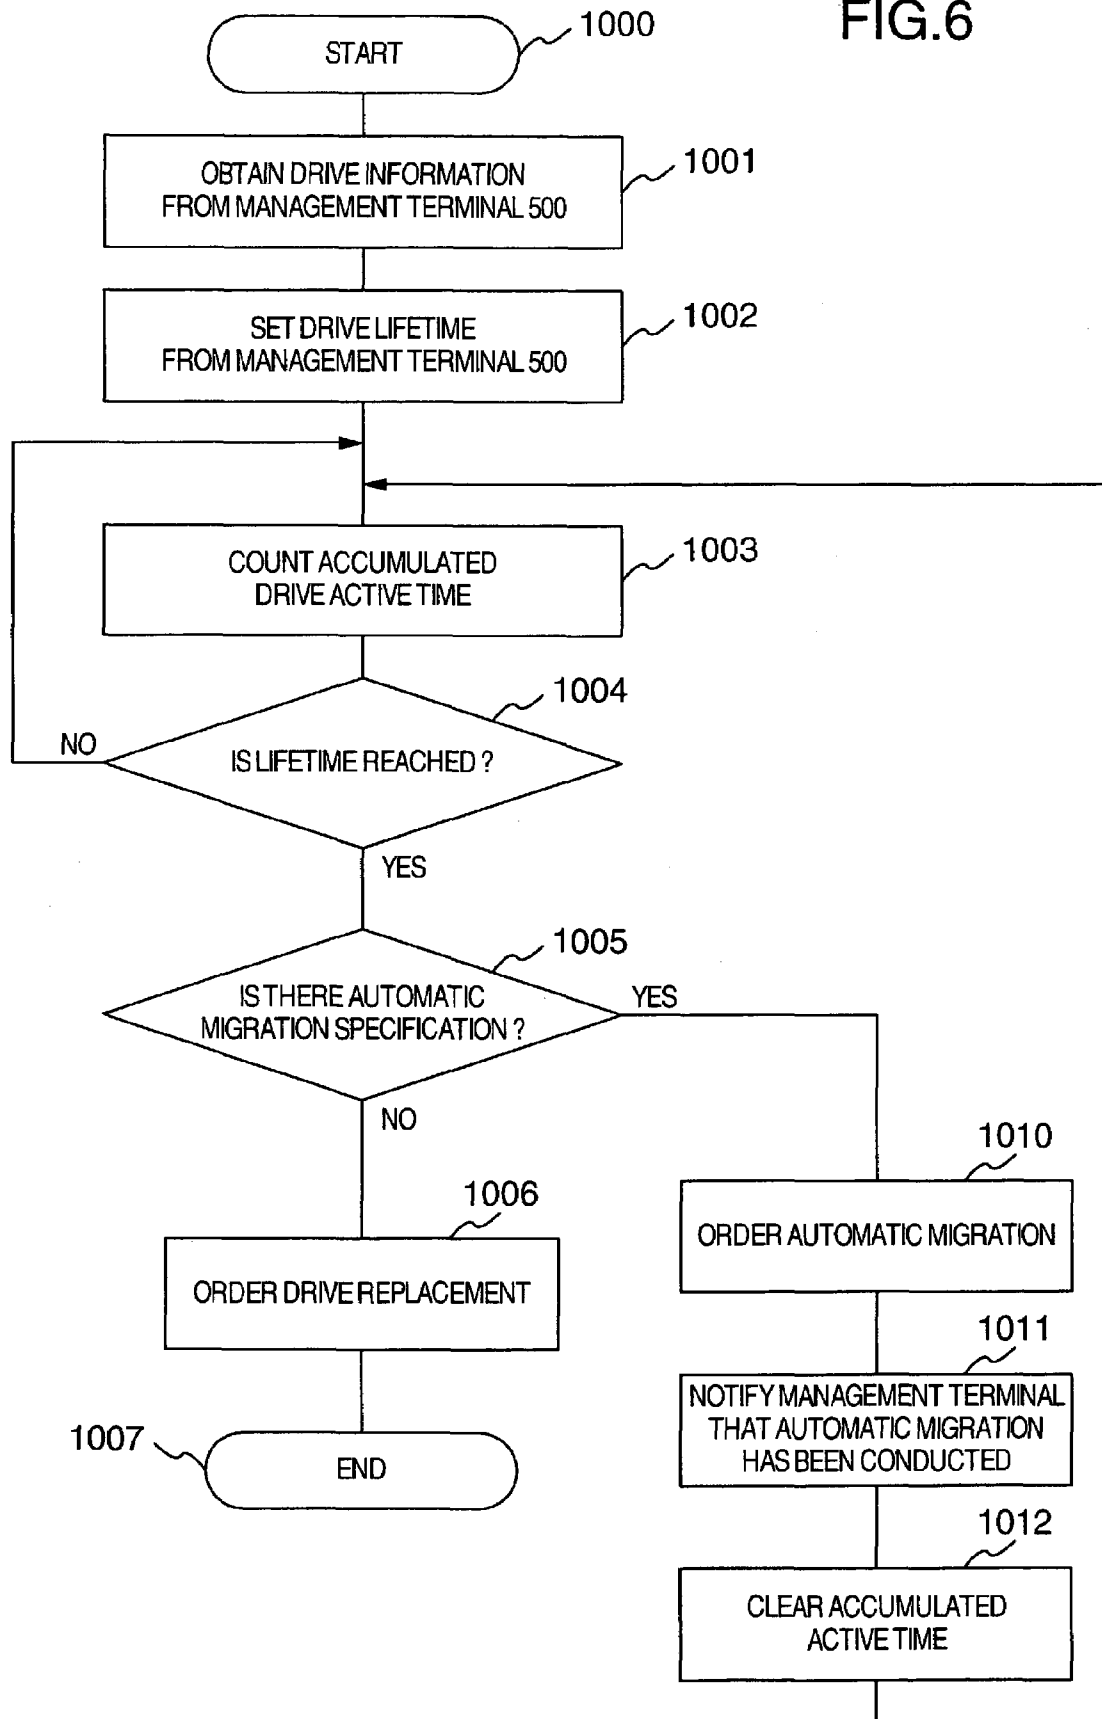 FIG.6
START
1000
OBTAIN DRIVE INFORMATION
FROM MANAGEMENT TERMINAL 500
1001
SET DRIVE LIFETIME
FROM MANAGEMENT TERMINAL 500
1002
COUNT ACCUMULATED
DRIVE ACTIVE TIME
1003
IS LIFETIME REACHED ?
1004
NO
YES
IS THERE AUTOMATIC
MIGRATION SPECIFICATION ?
1005
YES
NO
ORDER DRIVE REPLACEMENT
1006
END
1007
ORDER AUTOMATIC MIGRATION
1010
NOTIFY MANAGEMENT TERMINAL
THAT AUTOMATIC MIGRATION
HAS BEEN CONDUCTED
1011
CLEAR ACCUMULATED
ACTIVE TIME
1012